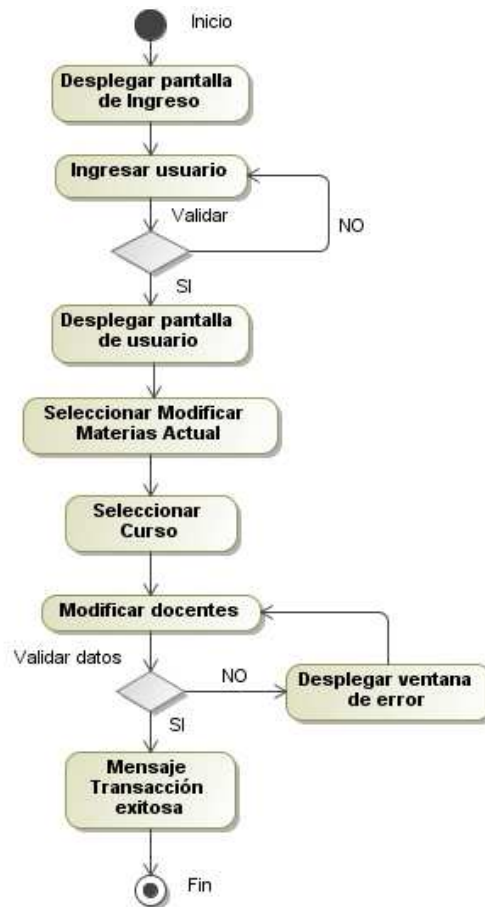 Inicio
Desplegar pantalla
de Ingreso
Ingresar usuario
Validar
NO
SI
Desplegar pantalla
de usuario
Seleccionar Modificar
Materias Actual
Seleccionar
Curso
Modificar docentes
Validar datos
NO
Desplegar ventana
de error
SI
Mensaje
Transacción
exitosa
Fin